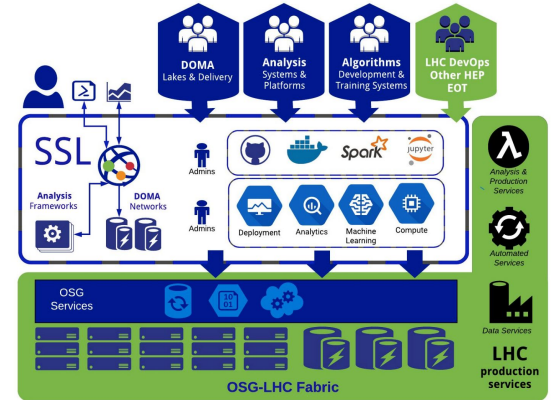 DOMA
Lakes & Delivery
Analysis
Systems &
Platforms
Algorithms
Development &
Training Systems
LHC DevOps
Other HEP
EOT
SSL
Analysis
Frameworks
DOMA
Networks
Admins
Admins
Spark
jupyter
Deployment
Analytics
Machine
Learning
Compute
λ
Analysis &
Production
Services
Automated
Services
Data Services
LHC
production
services
OSG
Services
10
01
OSG-LHC Fabric